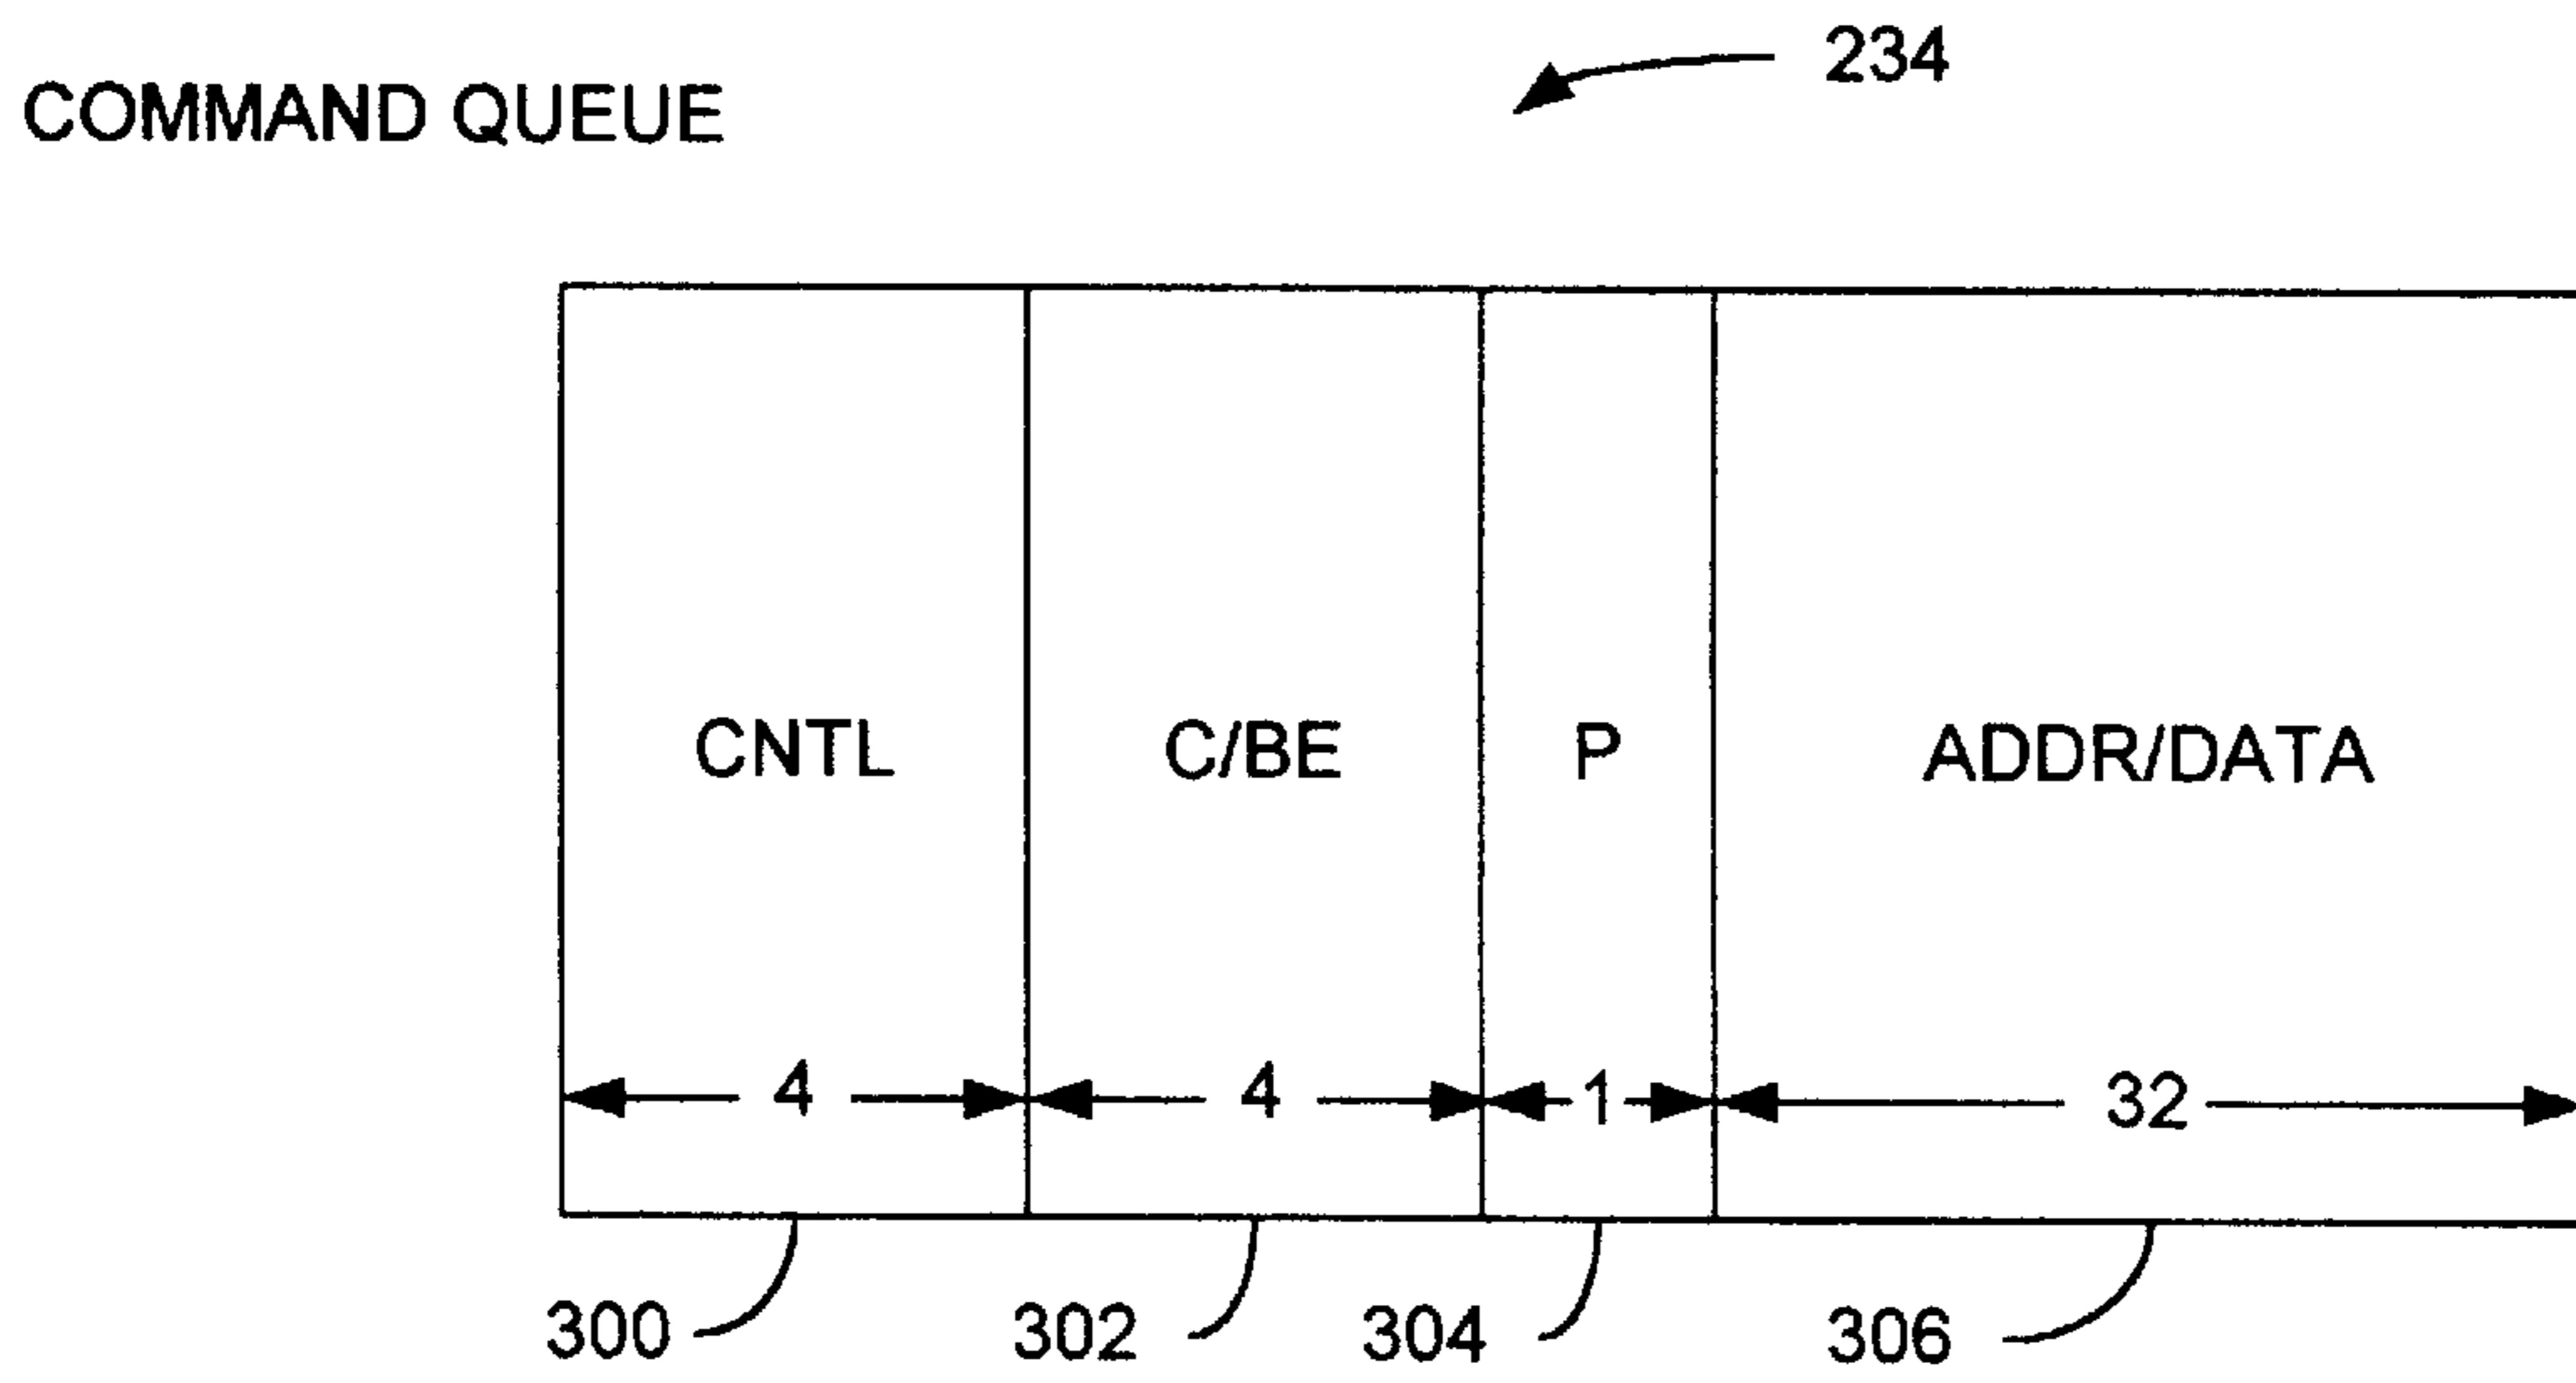 234
COMMAND QUEUE
CNTL C/BE P ADDR/DATA
4 4 1 32
300 302 304 306